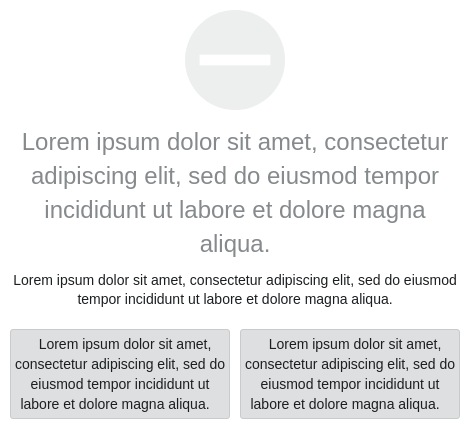 Lorem ipsum dolor sit amet, consectetur
adipiscing elit, sed do eiusmod tempor
incididunt ut labore et dolore magna
aliqua.
Lorem ipsum dolor sit amet, consectetur adipiscing elit, sed do eiusmod
tempor incididunt ut labore et dolore magna aliqua.
Lorem ipsum dolor sit amet,
consectetur adipiscing elit, sed do
eiusmod tempor incididunt ut
labore et dolore magna aliqua.
Lorem ipsum dolor sit amet,
consectetur adipiscing elit, sed do
eiusmod tempor incididunt ut
labore et dolore magna aliqua.